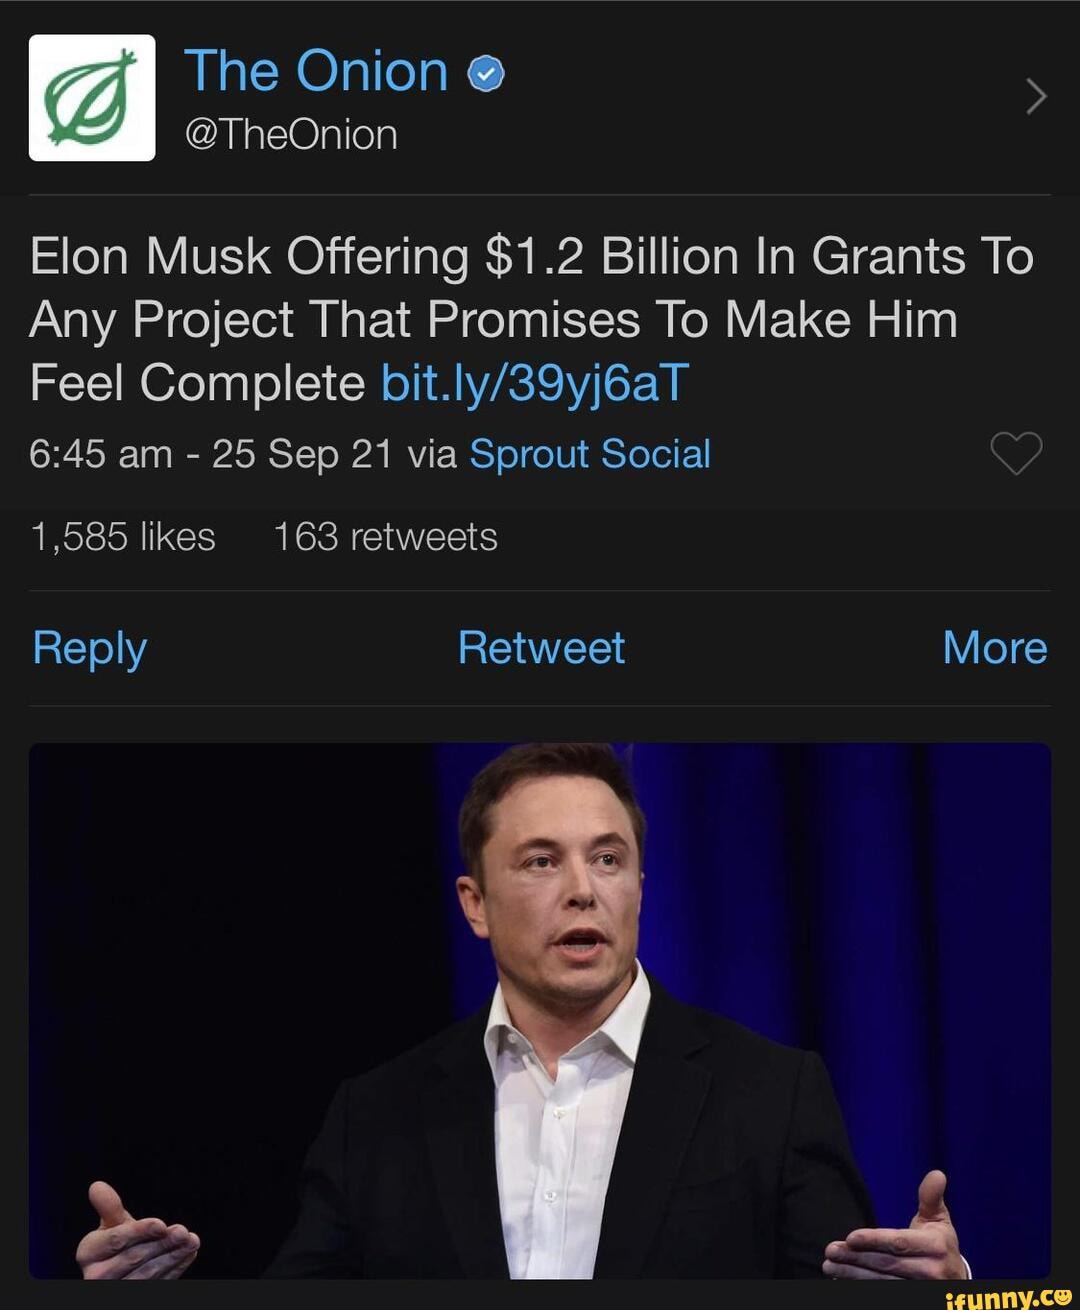 The Onion
@TheOnion
Elon Musk Offering $1.2 Billion In Grants To
Any Project That Promises To Make Him
Feel Complete bit.ly/39yj6aT
6:45 am - 25 Sep 21 via Sprout Social
1,585 likes 163 retweets
Reply Retweet More
ifunny.co